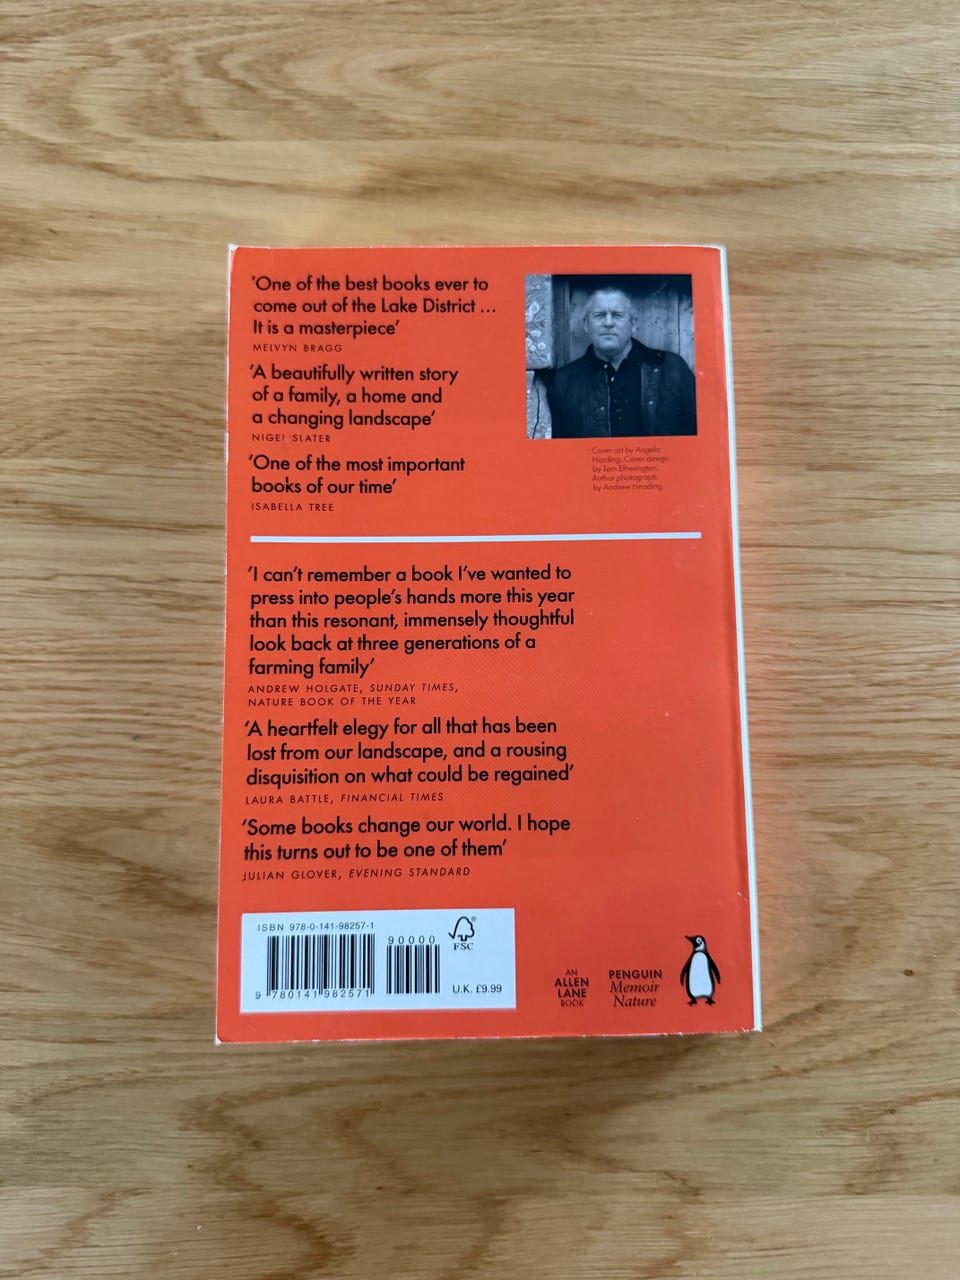 'One of the best books ever to
come out of the Lake District ...
It is a masterpiece'
MELVYN BRAGG
'A beautifully written story
of a family, a home and
a changing landscape'
NIGEL SLATER
'One of the most important
books of our time'
ISABELLA TREE
Cover art by Angela
Harding. Cover design
by Tom Etherington.
Author photograph
by Andrew Heading
'I can't remember a book I've wanted to
press into people's hands more this year
than this resonant, immensely thoughtful
look back at three generations of a
farming family'
ANDREW HOLGATE, SUNDAY TIMES,
NATURE BOOK OF THE YEAR
'A heartfelt elegy for all that has been
lost from our landscape, and a rousing
disquisition on what could be regained'
LAURA BATTLE, FINANCIAL TIMES
'Some books change our world. I hope
this turns out to be one of them'
JULIAN GLOVER, EVENING STANDARD
ISBN 978-0-141-98257-1
90000
9 780141 982571
FSC
®
U.K. £9.99
AN
ALLEN
LANE
BOOK
PENGUIN
Memoir
Nature